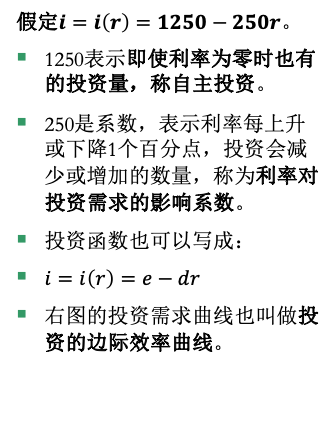 假定i = i(r) = 1250 − 250r。
1250表示即使利率为零时也有
的投资量，称自主投资。
250是系数，表示利率每上升
或下降1个百分点，投资会减
少或增加的数量，称为利率对
投资需求的影响系数。
投资函数也可以写成：
i = i(r) = e − dr
右图的投资需求曲线也叫做投
资的边际效率曲线。